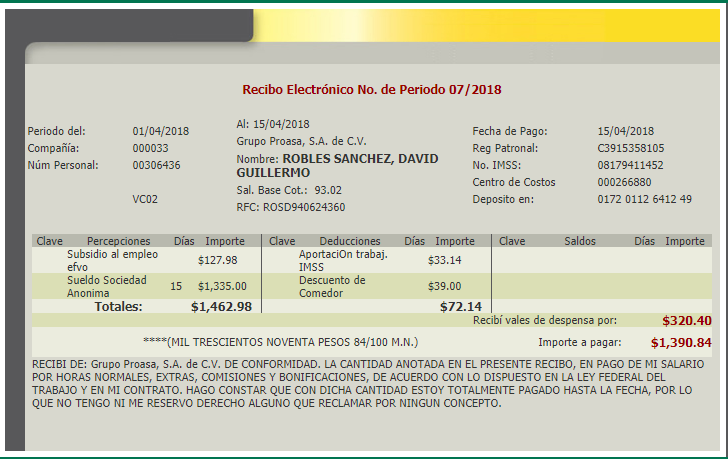 Recibo Electrónico No. de Periodo 07/2018
Periodo del: 01/04/2018 Al: 15/04/2018 Fecha de Pago: 15/04/2018
Compañía: 000033 Grupo Proasa, S.A. de C.V. Reg Patronal: C3915358105
Núm Personal: 00306436 Nombre: ROBLES SANCHEZ, DAVID GUILLERMO No. IMSS: 08179411452
Centro de Costos 000266880
VC02 Sal. Base Cot.: 93.02 Deposito en: 0172 0112 6412 49
RFC: ROSD940624360
Clave Percepciones Días Importe Clave Deducciones Días Importe Clave Saldos Días Importe
Subsidio al empleo efvo $127.98 AportaciOn trabaj. IMSS $33.14
Sueldo Sociedad Anonima 15 $1,335.00 Descuento de Comedor $39.00
Totales: $1,462.98 $72.14
Recibí vales de despensa por: $320.40
****(MIL TRESCIENTOS NOVENTA PESOS 84/100 M.N.) Importe a pagar: $1,390.84
RECIBI DE: Grupo Proasa, S.A. de C.V. DE CONFORMIDAD. LA CANTIDAD ANOTADA EN EL PRESENTE RECIBO, EN PAGO DE MI SALARIO
POR HORAS NORMALES, EXTRAS, COMISIONES Y BONIFICACIONES, DE ACUERDO CON LO DISPUESTO EN LA LEY FEDERAL DEL
TRABAJO Y EN MI CONTRATO. HAGO CONSTAR QUE CON DICHA CANTIDAD ESTOY TOTALMENTE PAGADO HASTA LA FECHA, POR LO
QUE NO TENGO NI ME RESERVO DERECHO ALGUNO QUE RECLAMAR POR NINGUN CONCEPTO.